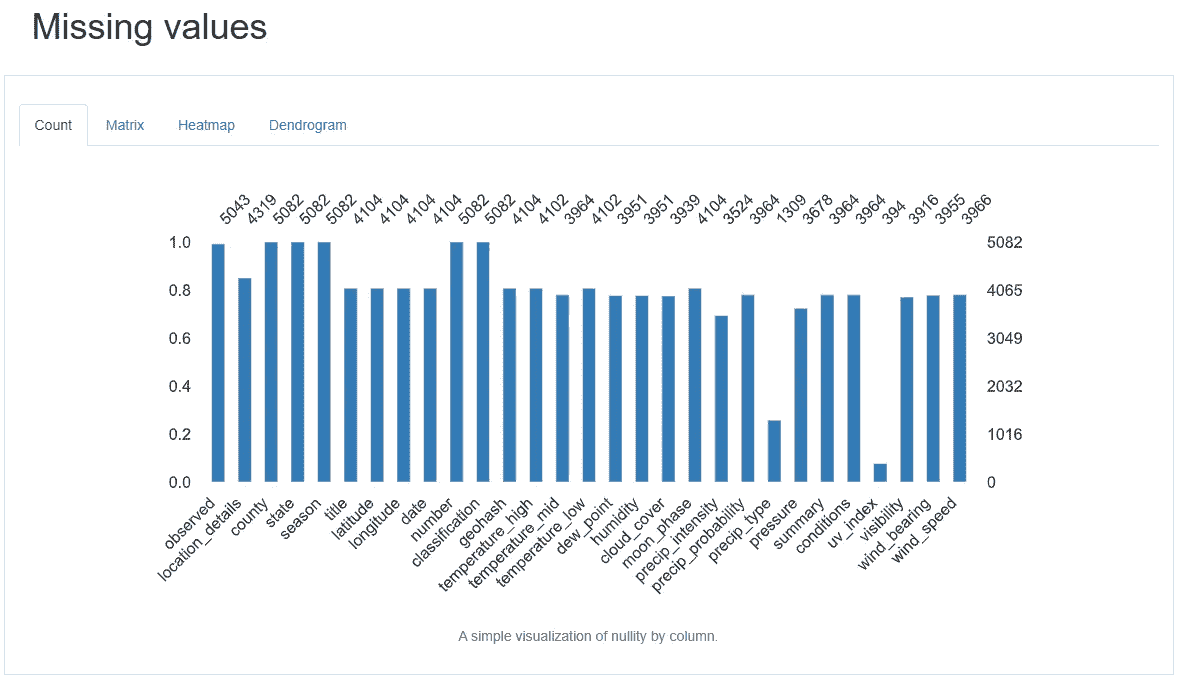 Missing values
Count Matrix Heatmap Dendrogram
5043 4319 5082 5082 5082 4104 4104 4104 4104 5082 5082 4104 4102 3964 4102 3951 3951 3939 4104 3524 3964 1309 3678 3964 3964 394 3916 3955 3966
1.0 5082
0.8 4065
0.6 3049
0.4 2032
0.2 1016
0.0 0
observed location_details county state season title latitude longitude date number classification geohash temperature_high temperature_mid temperature_low dew_point humidity cloud_cover moon_phase precip_intensity precip_probability precip_type pressure summary conditions uv_index visibility wind_bearing wind_speed
A simple visualization of nullity by column.